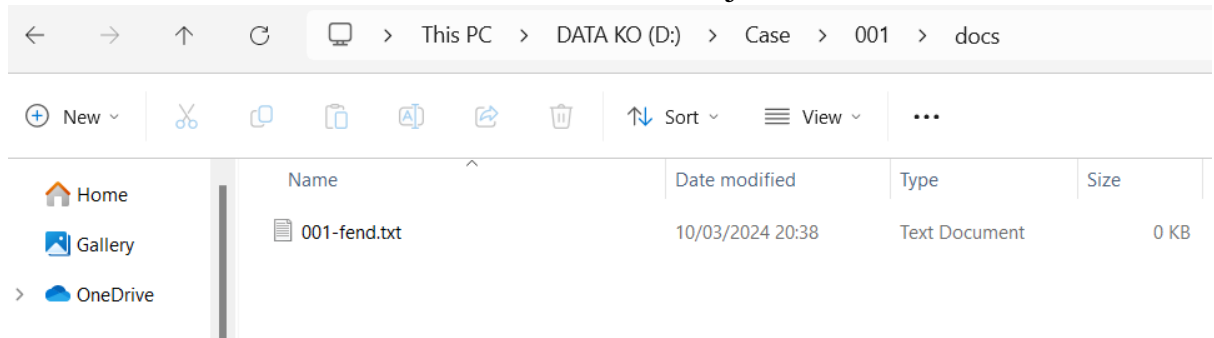 This PC > DATA KO (D:) > Case > 001 > docs
New Sort View ...
Name Date modified Type Size
001-fend.txt 10/03/2024 20:38 Text Document 0 KB
Home
Gallery
> OneDrive